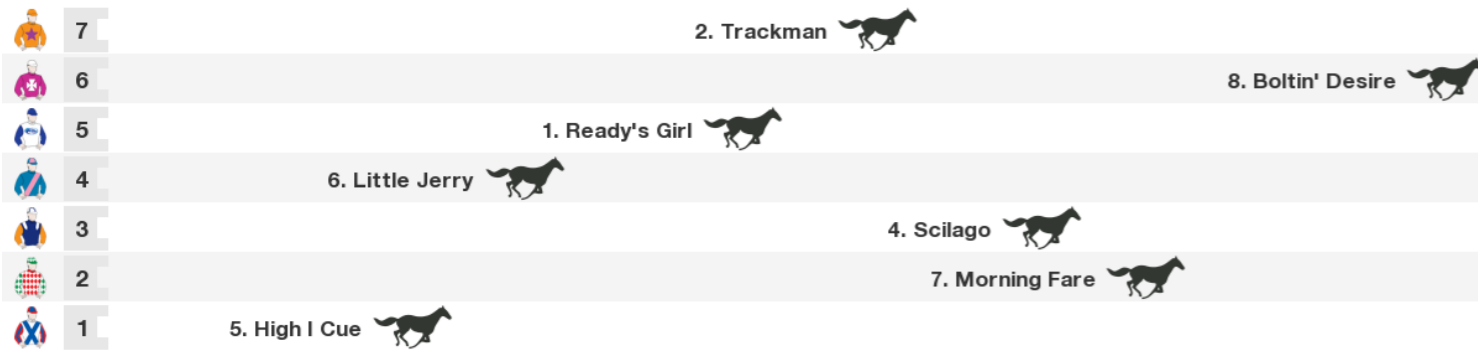 7 2. Trackman
6 8. Boltin' Desire
5 1. Ready's Girl
4 6. Little Jerry
3 4. Scilago
2 7. Morning Fare
1 5. High I Cue